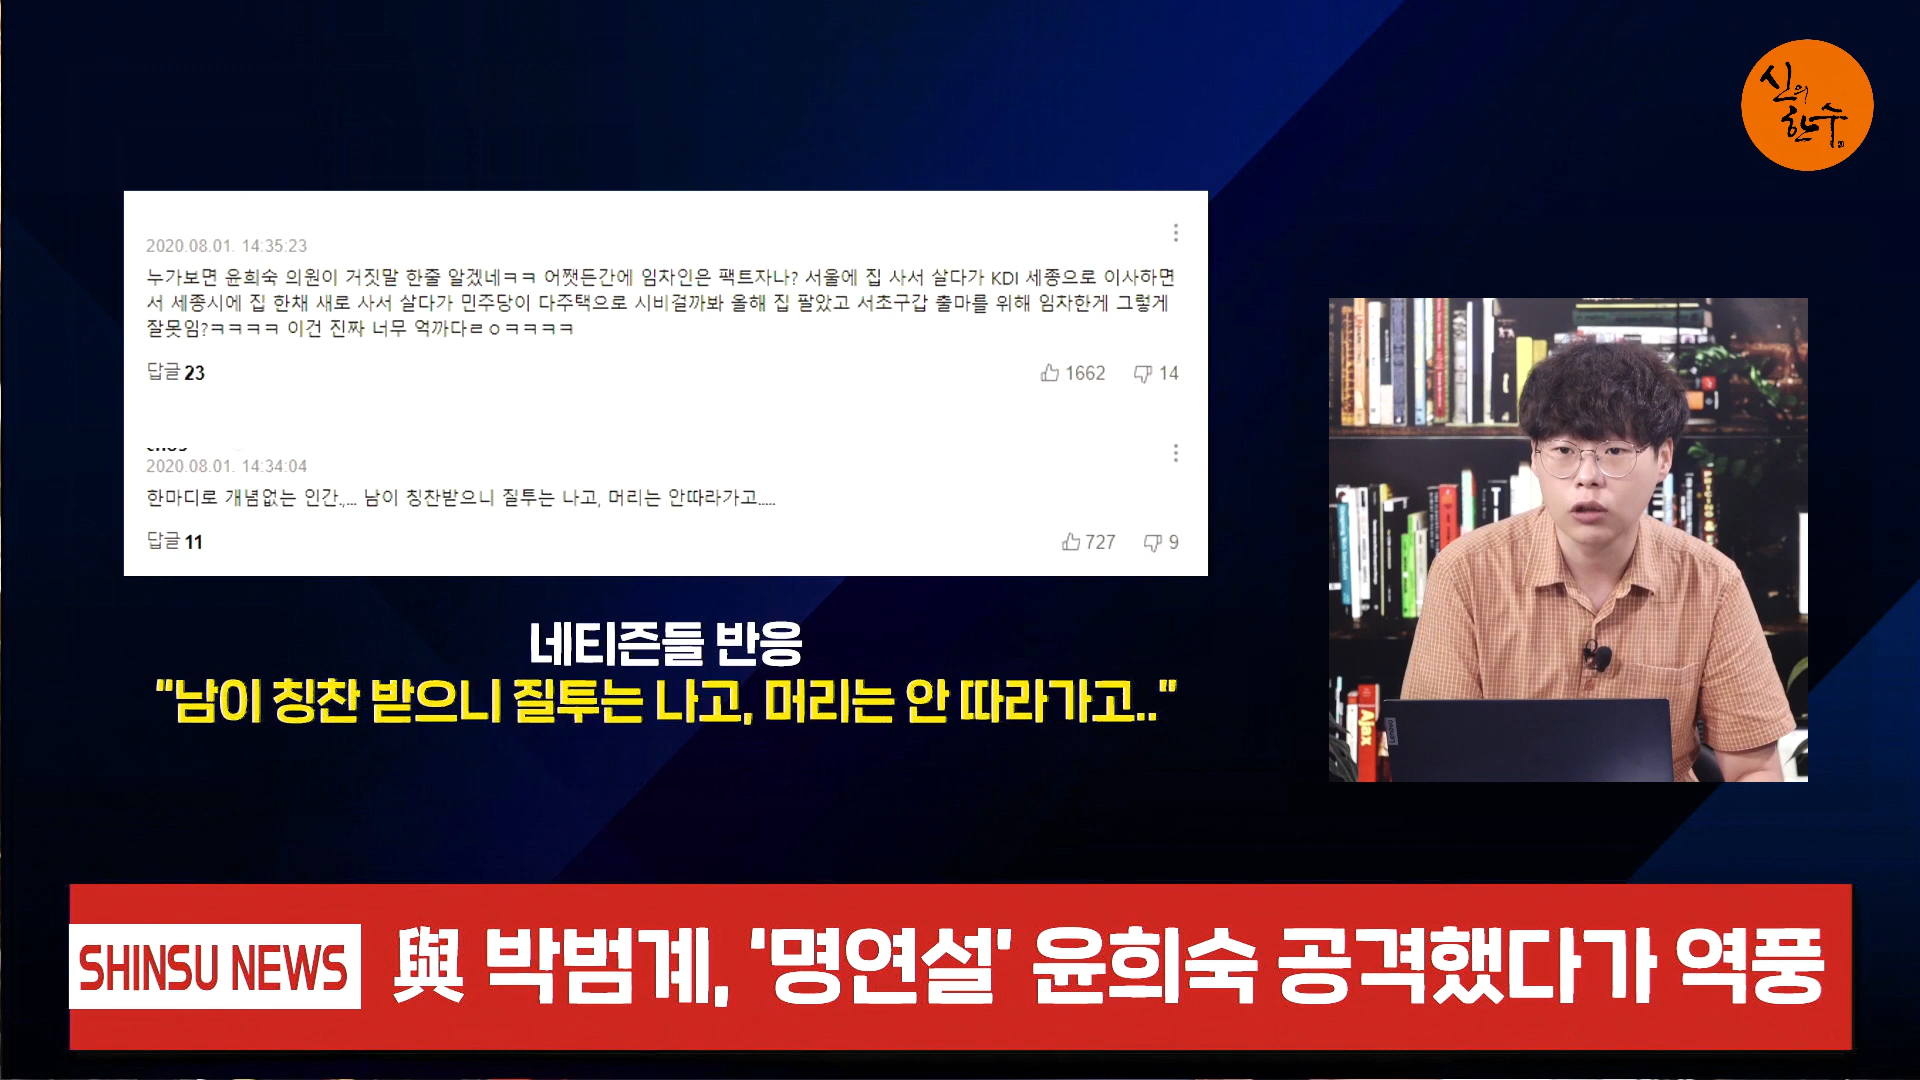 신의
한수
2020.08.01. 14:35:23
누가보면 윤희숙 의원이 거짓말 한줄 알겠네ㅋㅋ 어쨋든간에 임차인은 팩트자나? 서울에 집 사서 살다가 KDI 세종으로 이사하면
서 세종시에 집 한채 새로 사서 살다가 민주당이 다주택으로 시비걸까봐 올해 집 팔았고 서초구갑 출마를 위해 임차한게 그렇게
잘못임?ㅋㅋㅋㅋ 이건 진짜 너무 억까다ㄹㅇㅋㅋㅋㅋ
답글 23
1662 14
2020.08.01. 14:34:04
한마디로 개념없는 인간.,... 남이 칭찬받으니 질투는 나고, 머리는 안따라가고.....
답글 11
727 9
네티즌들 반응
"남이 칭찬 받으니 질투는 나고, 머리는 안 따라가고.."
Ajax
SHINSU NEWS
與 박범계, '명연설' 윤희숙 공격했다가 역풍